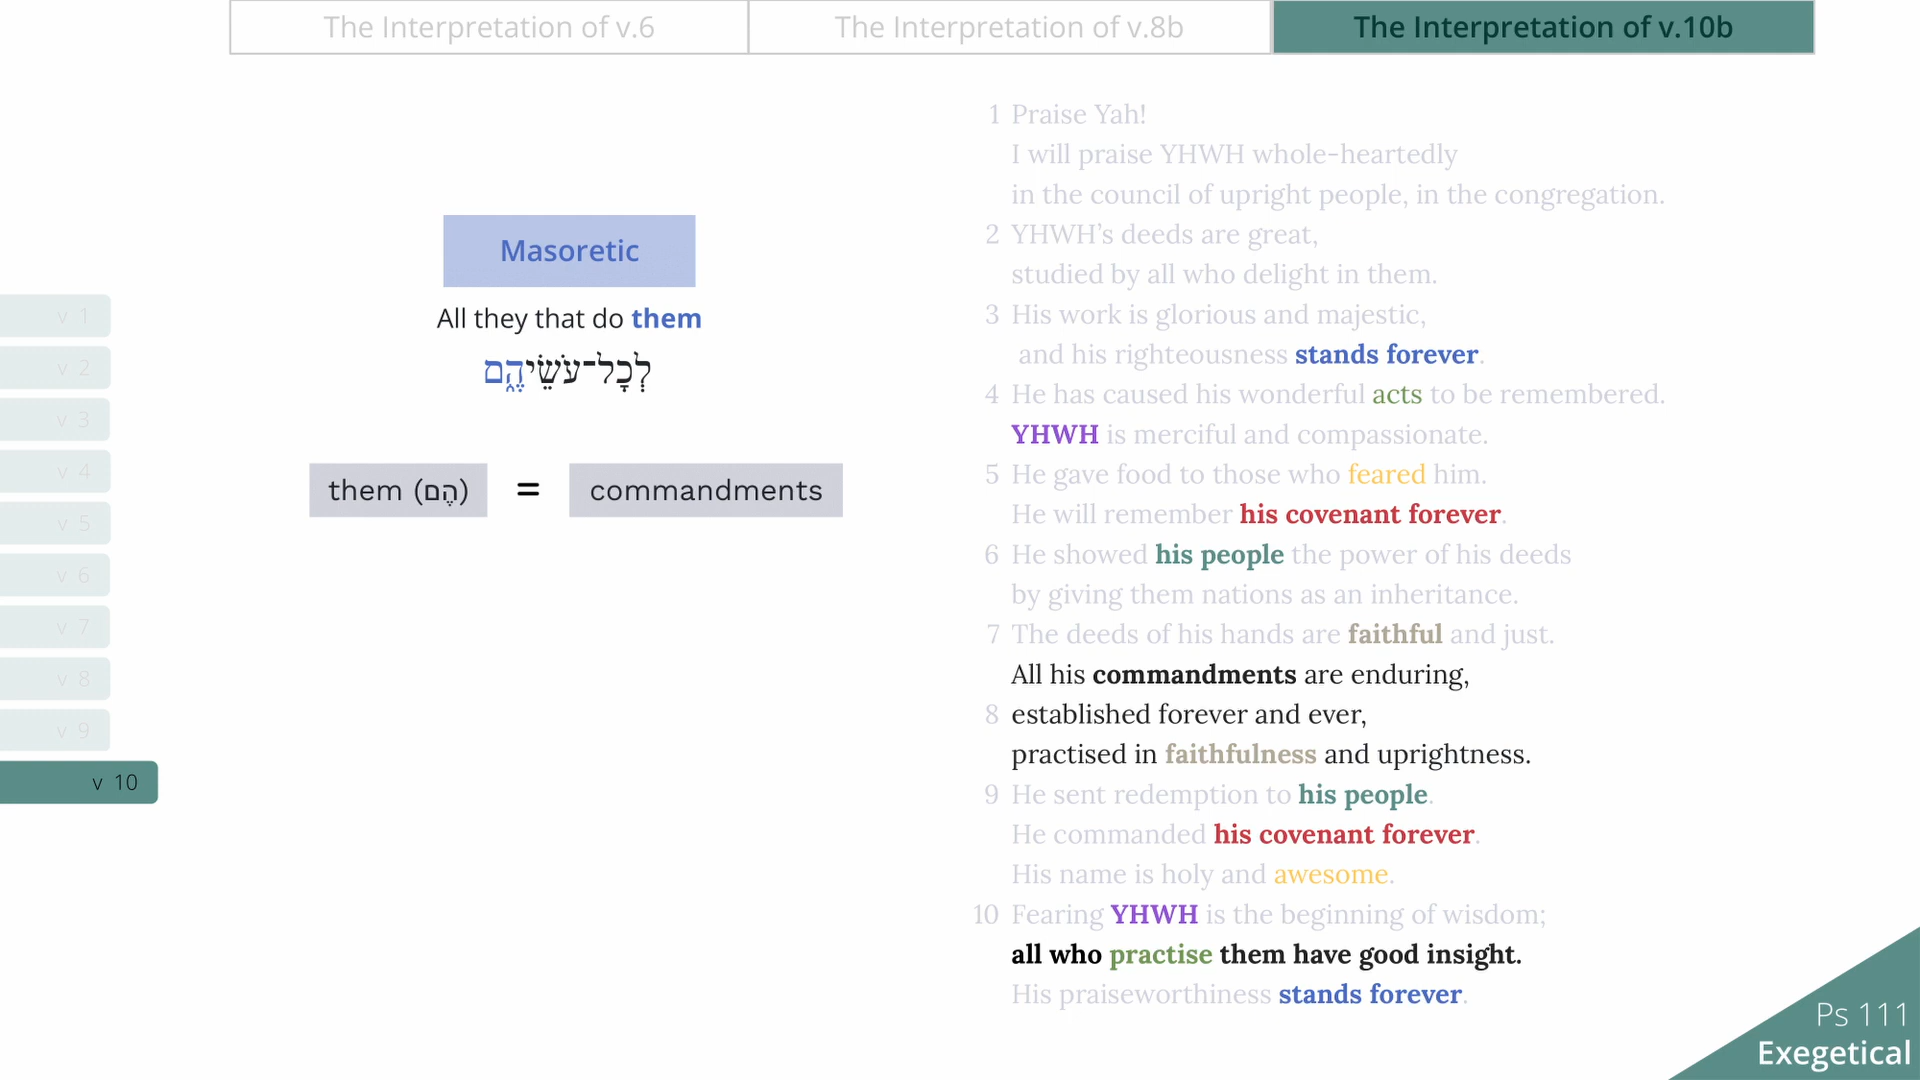 The Interpretation of v.6
The Interpretation of v.8b
The Interpretation of v.10b
Masoretic
All they that do them
לְכָל־עֹשֵׂיהֶ֑ם
them (הֶם)
=
commandments
v 1
v 2
v 3
v 4
v 5
v 6
v 7
v 8
v 9
v 10
1 Praise Yah!
I will praise YHWH whole-heartedly
in the council of upright people, in the congregation.
2 YHWH’s deeds are great,
studied by all who delight in them.
3 His work is glorious and majestic,
and his righteousness stands forever.
4 He has caused his wonderful acts to be remembered.
YHWH is merciful and compassionate.
5 He gave food to those who feared him.
He will remember his covenant forever.
6 He showed his people the power of his deeds
by giving them nations as an inheritance.
7 The deeds of his hands are faithful and just.
All his commandments are enduring,
8 established forever and ever,
practised in faithfulness and uprightness.
9 He sent redemption to his people.
He commanded his covenant forever.
His name is holy and awesome.
10 Fearing YHWH is the beginning of wisdom;
all who practise them have good insight.
His praiseworthiness stands forever.
Ps 111
Exegetical